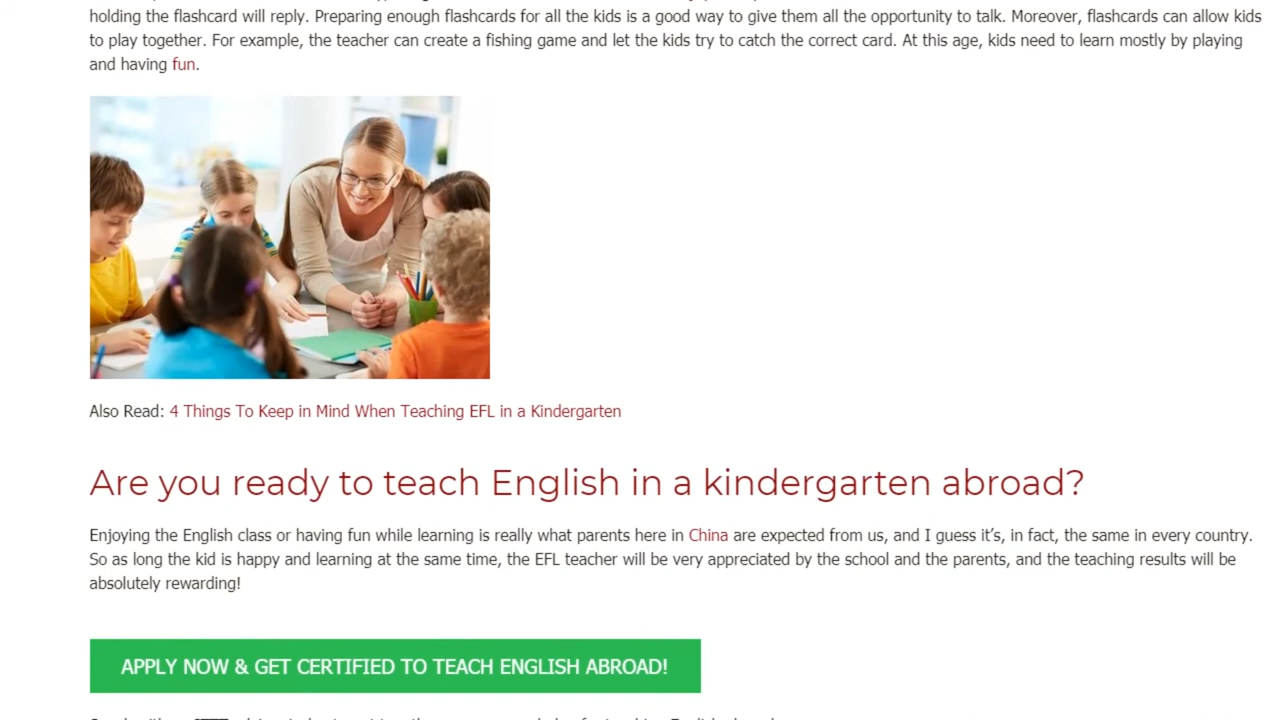 holding the flashcard will reply. Preparing enough flashcards for all the kids is a good way to give them all the opportunity to talk. Moreover, flashcards can allow kids
to play together. For example, the teacher can create a fishing game and let the kids try to catch the correct card. At this age, kids need to learn mostly by playing
and having fun.
Also Read: 4 Things To Keep in Mind When Teaching EFL in a Kindergarten
Are you ready to teach English in a kindergarten abroad?
Enjoying the English class or having fun while learning is really what parents here in China are expected from us, and I guess it’s, in fact, the same in every country.
So as long the kid is happy and learning at the same time, the EFL teacher will be very appreciated by the school and the parents, and the teaching results will be
absolutely rewarding!
APPLY NOW & GET CERTIFIED TO TEACH ENGLISH ABROAD!